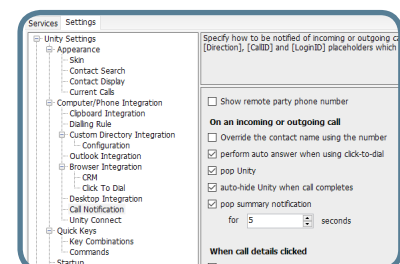 Services Settings
Unity Settings
Appearance
Skin
Contact Search
Contact Display
Current Calls
Computer/Phone Integration
Clipboard Integration
Dialing Rule
Custom Directory Integration
Configuration
Outlook Integration
Browser Integration
CRM
Click To Dial
Desktop Integration
Call Notification
Unity Connect
Quick Keys
Key Combinations
Commands
Startup
Specify how to be notified of incoming or outgoing
[Direction], [CallID] and [LoginID] placeholders which
Show remote party phone number
On an incoming or outgoing call
Override the contact name using the number
perform auto answer when using click-to-dial
pop Unity
auto-hide Unity when call completes
pop summary notification
for 5 seconds
When call details clicked